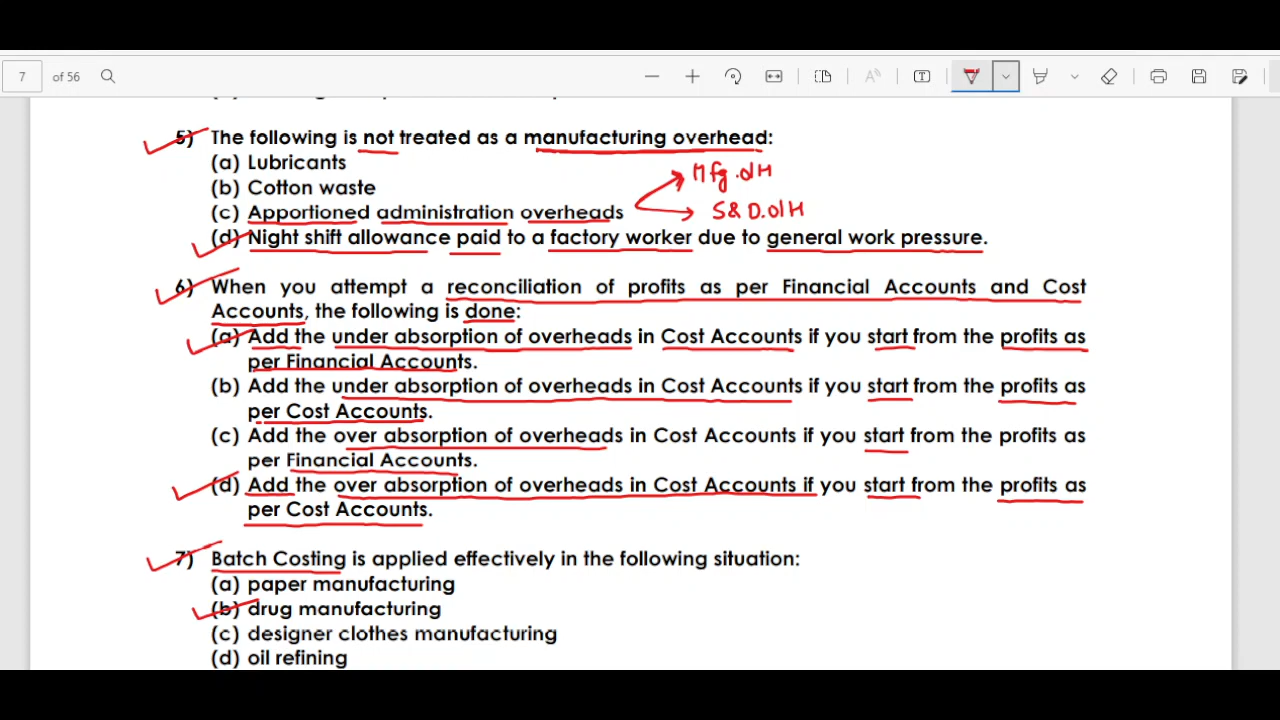 7 of 56
5) The following is not treated as a manufacturing overhead:
(a) Lubricants
Mfg.o/H
(b) Cotton waste
(c) Apportioned administration overheads
S& D.o/H
(d) Night shift allowance paid to a factory worker due to general work pressure.
6) When you attempt a reconciliation of profits as per Financial Accounts and Cost
Accounts, the following is done:
(a) Add the under absorption of overheads in Cost Accounts if you start from the profits as
per Financial Accounts.
(b) Add the under absorption of overheads in Cost Accounts if you start from the profits as
per Cost Accounts.
(c) Add the over absorption of overheads in Cost Accounts if you start from the profits as
per Financial Accounts.
(d) Add the over absorption of overheads in Cost Accounts if you start from the profits as
per Cost Accounts.
7) Batch Costing is applied effectively in the following situation:
(a) paper manufacturing
(b) drug manufacturing
(c) designer clothes manufacturing
(d) oil refining